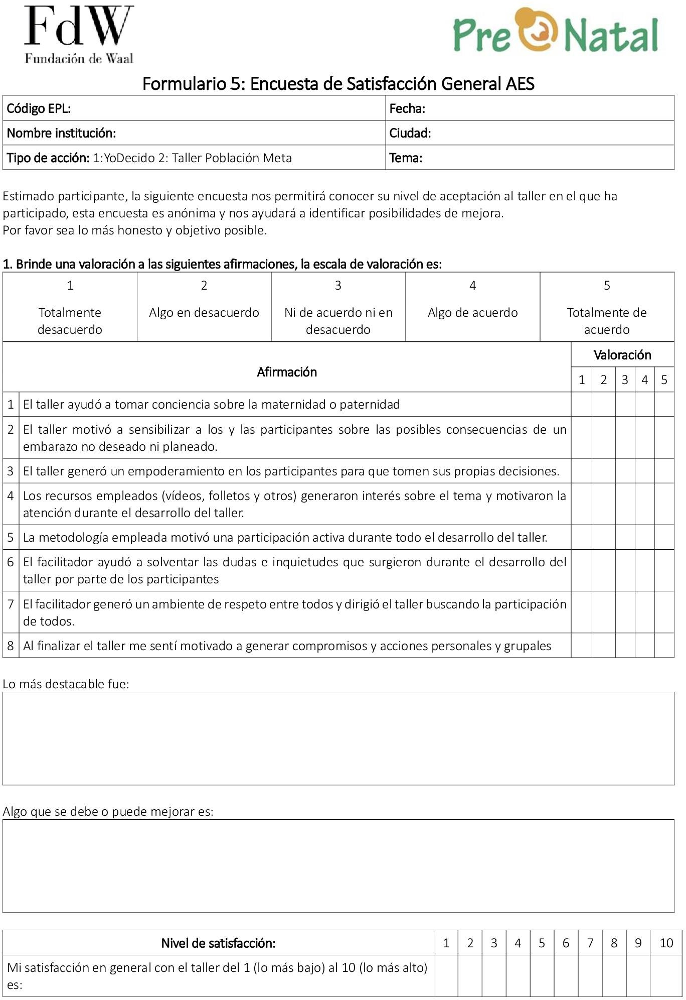 FdW
Fundación de Waal
Pre Natal
Formulario 5: Encuesta de Satisfacción General AES
Código EPL:
Fecha:
Nombre institución:
Ciudad:
Tipo de acción: 1:YoDecido 2: Taller Población Meta
Tema:
Estimado participante, la siguiente encuesta nos permitirá conocer su nivel de aceptación al taller en el que ha
participado, esta encuesta es anónima y nos ayudará a identificar posibilidades de mejora.
Por favor sea lo más honesto y objetivo posible.
1. Brinde una valoración a las siguientes afirmaciones, la escala de valoración es:
1 2 3 4 5
Totalmente Algo en desacuerdo Ni de acuerdo ni en Algo de acuerdo Totalmente de
desacuerdo desacuerdo acuerdo
Valoración
Afirmación
1 2 3 4 5
1 El taller ayudó a tomar conciencia sobre la maternidad o paternidad
2 El taller motivó a sensibilizar a los y las participantes sobre las posibles consecuencias de un
embarazo no deseado ni planeado.
3 El taller generó un empoderamiento en los participantes para que tomen sus propias decisiones.
4 Los recursos empleados (vídeos, folletos y otros) generaron interés sobre el tema y motivaron la
atención durante el desarrollo del taller.
5 La metodología empleada motivó una participación activa durante todo el desarrollo del taller.
6 El facilitador ayudó a solventar las dudas e inquietudes que surgieron durante el desarrollo del
taller por parte de los participantes
7 El facilitador generó un ambiente de respeto entre todos y dirigió el taller buscando la participación
de todos.
8 Al finalizar el taller me sentí motivado a generar compromisos y acciones personales y grupales
Lo más destacable fue:
Algo que se debe o puede mejorar es:
Nivel de satisfacción: 1 2 3 4 5 6 7 8 9 10
Mi satisfacción en general con el taller del 1 (lo más bajo) al 10 (lo más alto)
es: